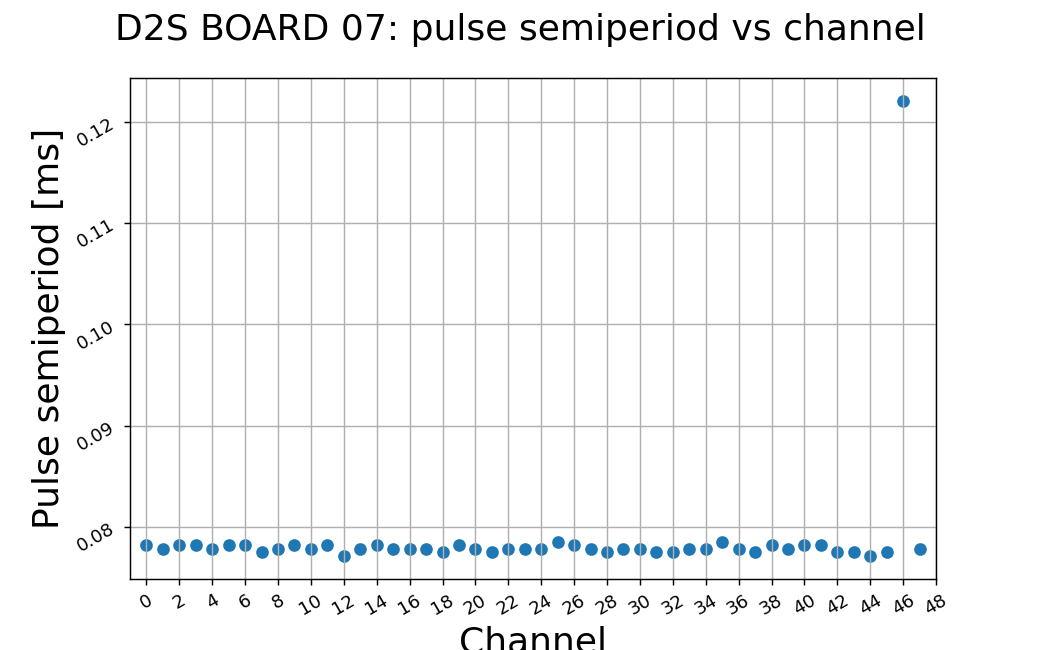 D2S BOARD 07: pulse semiperiod vs channel
Pulse semiperiod [ms]
0.12
0.11
0.10
0.09
0.08
0 2 4 6 8 10 12 14 16 18 20 22 24 26 28 30 32 34 36 38 40 42 44 46 48
Channel